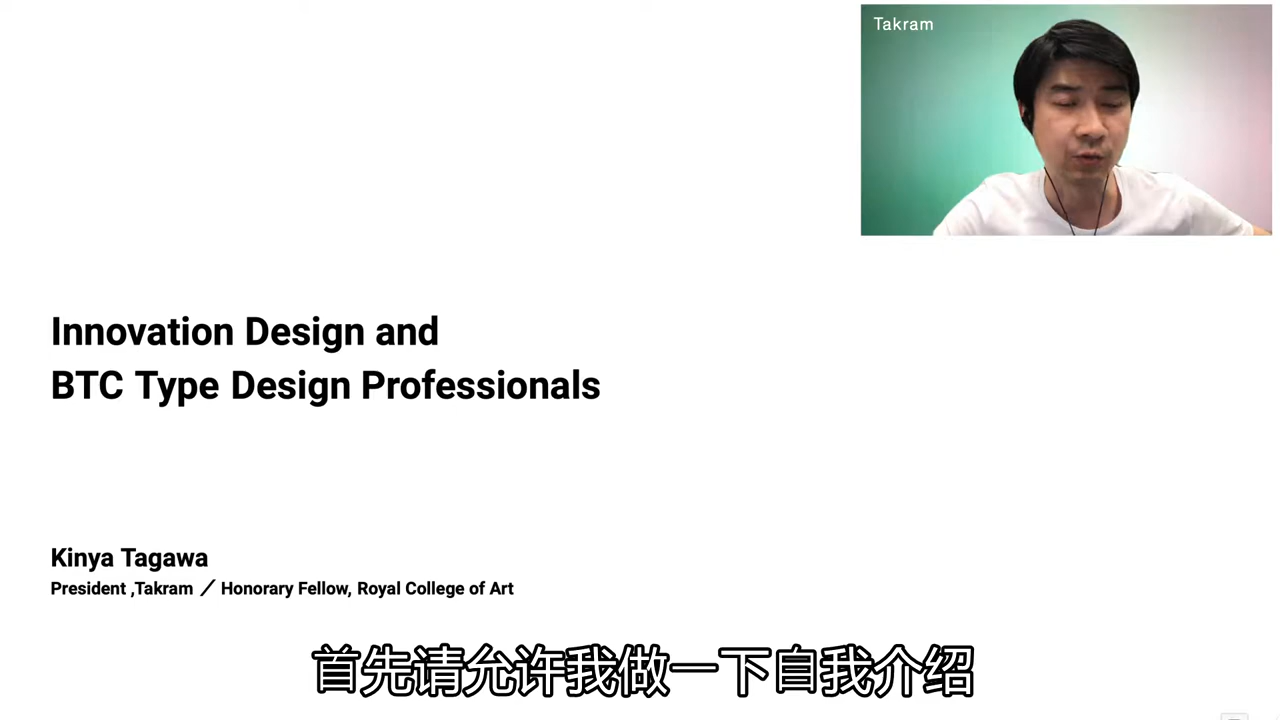 Takram
Innovation Design and
BTC Type Design Professionals
Kinya Tagawa
President ,Takram ／ Honorary Fellow, Royal College of Art
首先请允许我做一下自我介绍